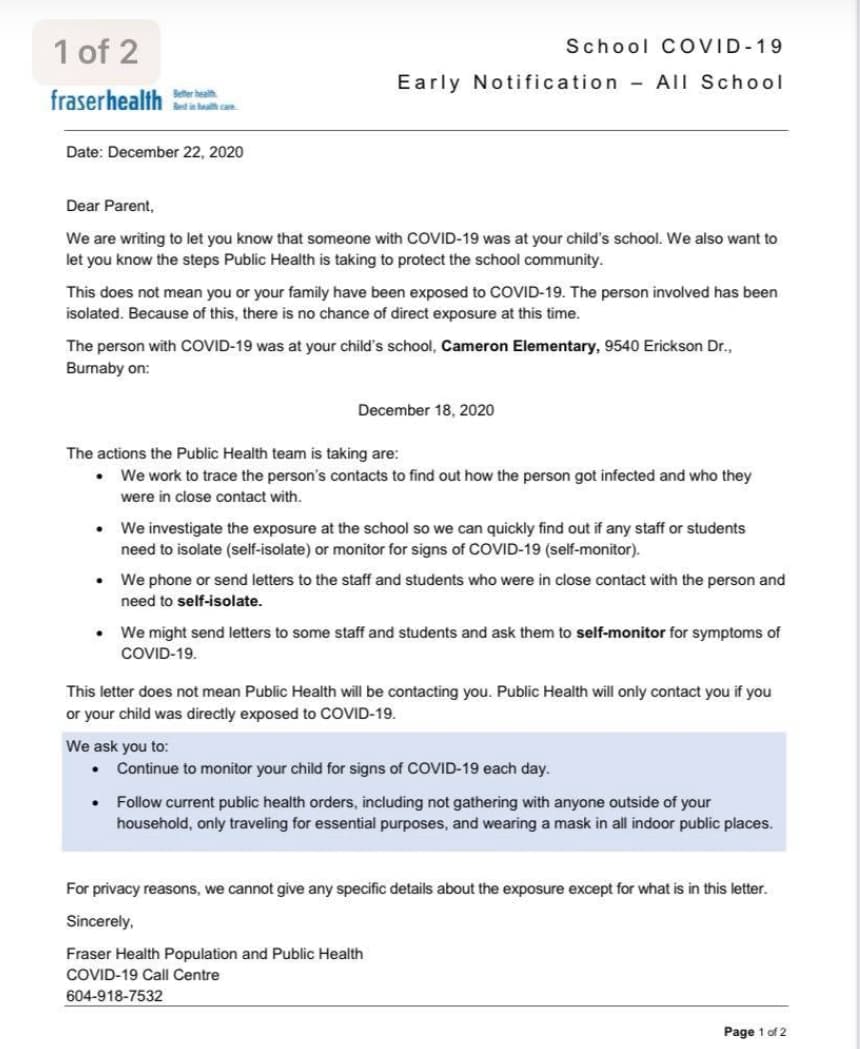 1 of 2
School COVID-19
Early Notification – All School
fraserhealth
Better health.
Best in health care.
Date: December 22, 2020
Dear Parent,
We are writing to let you know that someone with COVID-19 was at your child's school. We also want to
let you know the steps Public Health is taking to protect the school community.
This does not mean you or your family have been exposed to COVID-19. The person involved has been
isolated. Because of this, there is no chance of direct exposure at this time.
The person with COVID-19 was at your child's school, Cameron Elementary, 9540 Erickson Dr.,
Burnaby on:
December 18, 2020
The actions the Public Health team is taking are:
• We work to trace the person's contacts to find out how the person got infected and who they
were in close contact with.
• We investigate the exposure at the school so we can quickly find out if any staff or students
need to isolate (self-isolate) or monitor for signs of COVID-19 (self-monitor).
• We phone or send letters to the staff and students who were in close contact with the person and
need to self-isolate.
• We might send letters to some staff and students and ask them to self-monitor for symptoms of
COVID-19.
This letter does not mean Public Health will be contacting you. Public Health will only contact you if you
or your child was directly exposed to COVID-19.
We ask you to:
• Continue to monitor your child for signs of COVID-19 each day.
• Follow current public health orders, including not gathering with anyone outside of your
household, only traveling for essential purposes, and wearing a mask in all indoor public places.
For privacy reasons, we cannot give any specific details about the exposure except for what is in this letter.
Sincerely,
Fraser Health Population and Public Health
COVID-19 Call Centre
604-918-7532
Page 1 of 2